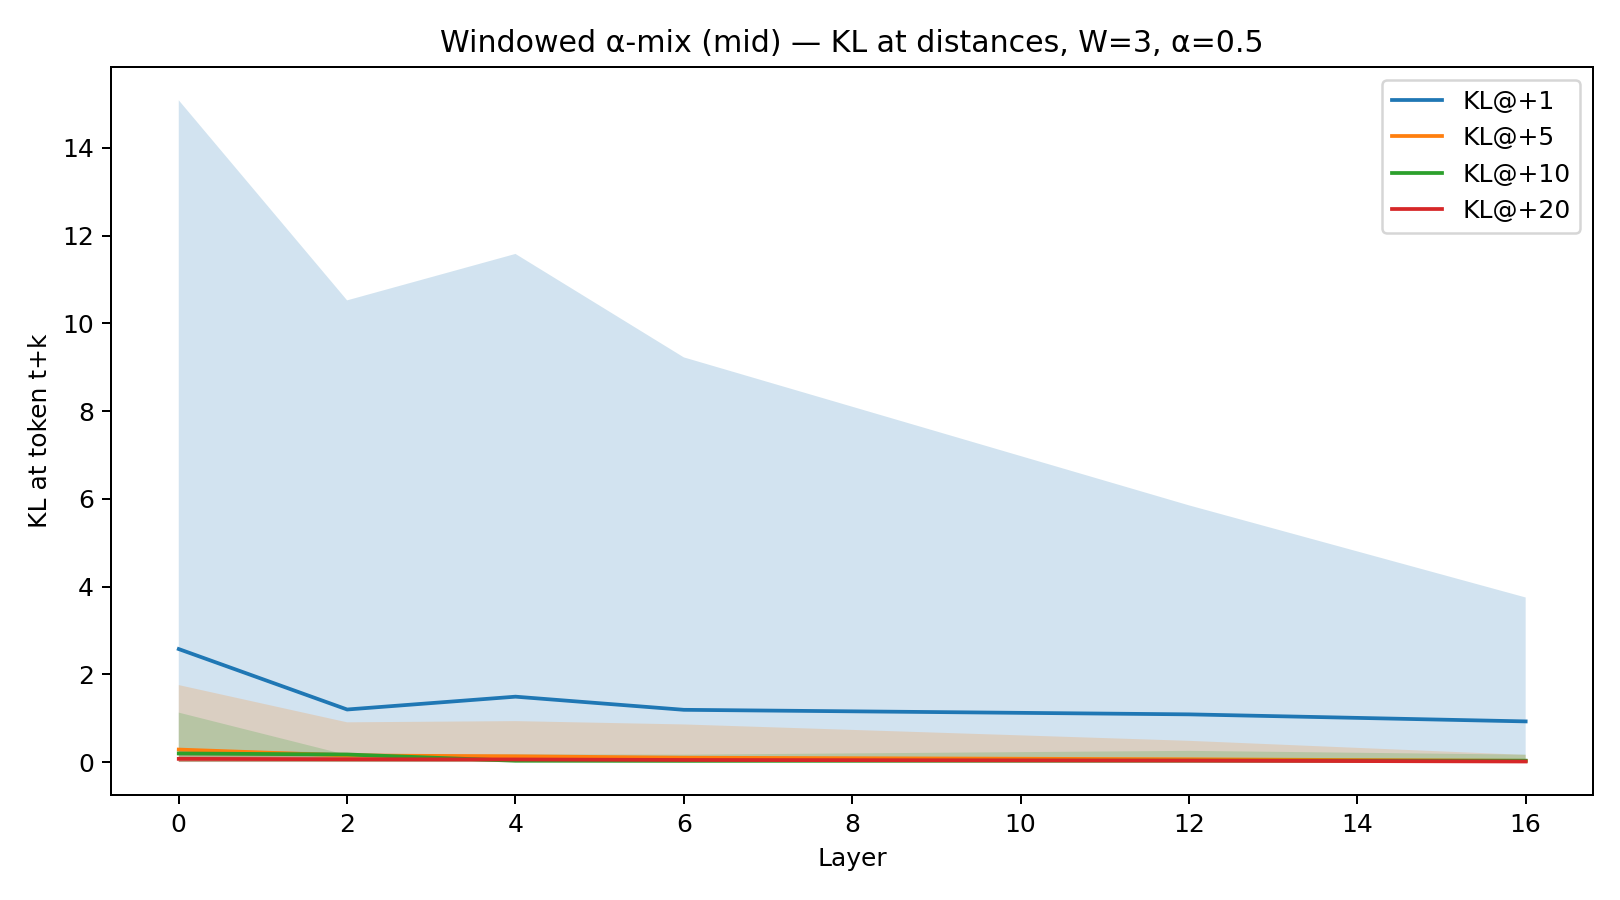 Windowed α-mix (mid) — KL at distances, W=3, α=0.5
KL@+1
KL@+5
KL@+10
KL@+20
KL at token t+k
14
12
10
8
6
4
2
0
0 2 4 6 8 10 12 14 16
Layer